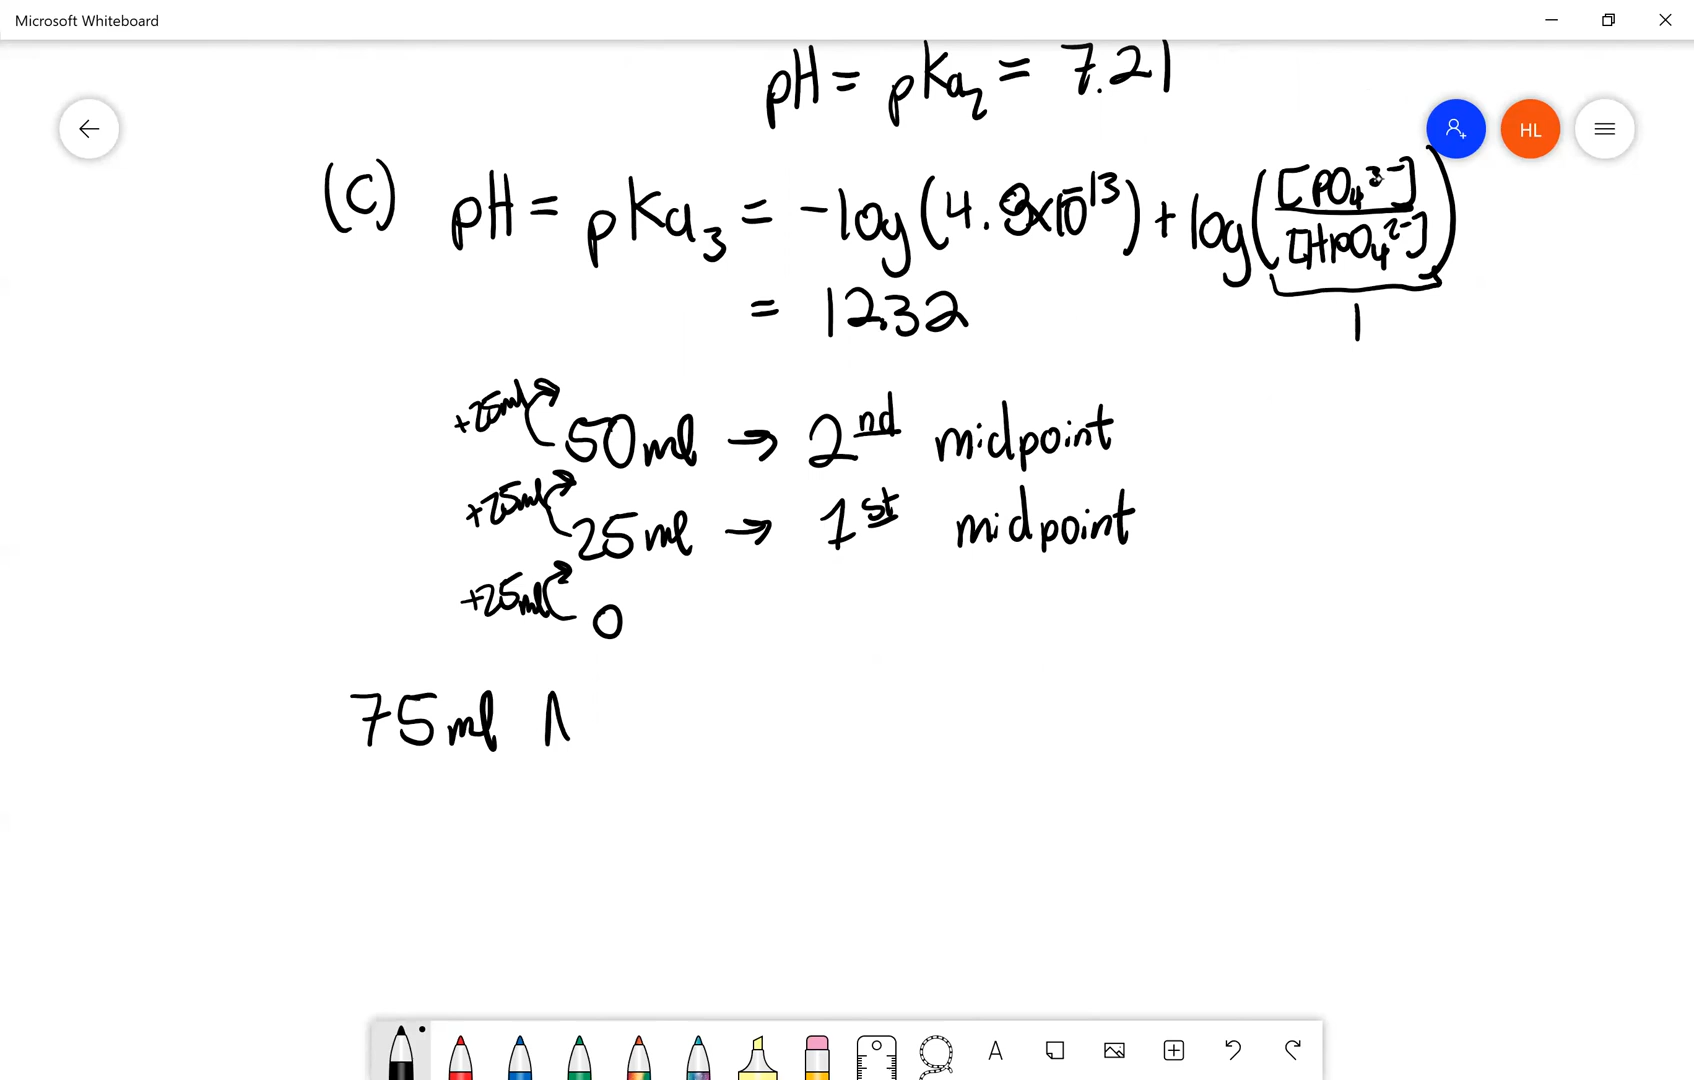 Microsoft Whiteboard
pH = pKa2 = 7.21
HL
(C) pH = pKa3 = -log(4.9x10^-13) + log([PO4^3-]/[HPO4^2-])
1
= 12.32
+25ml 50ml → 2nd midpoint
+25ml 25ml → 1st midpoint
+25ml 0
75ml
A